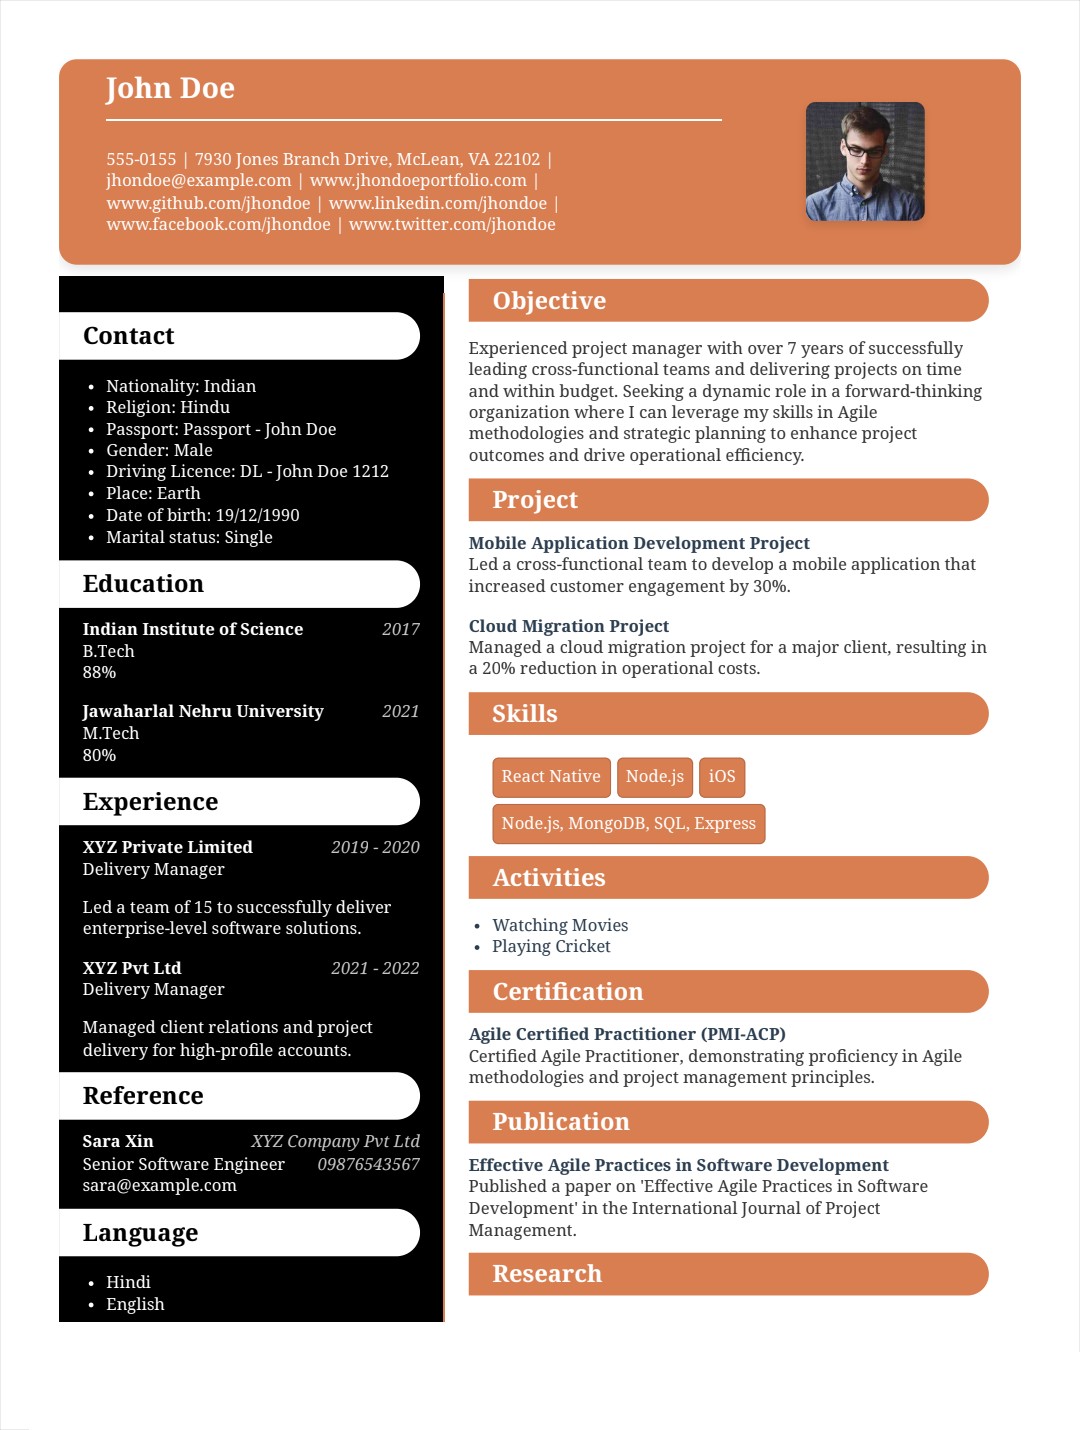 John Doe
555-0155 | 7930 Jones Branch Drive, McLean, VA 22102 |
jhondoe@example.com | www.jhondoeportfolio.com |
www.github.com/jhondoe | www.linkedin.com/jhondoe |
www.facebook.com/jhondoe | www.twitter.com/jhondoe
Contact
• Nationality: Indian
• Religion: Hindu
• Passport: Passport - John Doe
• Gender: Male
• Driving Licence: DL - John Doe 1212
• Place: Earth
• Date of birth: 19/12/1990
• Marital status: Single
Education
Indian Institute of Science 2017
B.Tech
88%
Jawaharlal Nehru University 2021
M.Tech
80%
Experience
XYZ Private Limited 2019 - 2020
Delivery Manager
Led a team of 15 to successfully deliver
enterprise-level software solutions.
XYZ Pvt Ltd 2021 - 2022
Delivery Manager
Managed client relations and project
delivery for high-profile accounts.
Reference
Sara Xin XYZ Company Pvt Ltd
Senior Software Engineer 09876543567
sara@example.com
Language
• Hindi
• English
Objective
Experienced project manager with over 7 years of successfully
leading cross-functional teams and delivering projects on time
and within budget. Seeking a dynamic role in a forward-thinking
organization where I can leverage my skills in Agile
methodologies and strategic planning to enhance project
outcomes and drive operational efficiency.
Project
Mobile Application Development Project
Led a cross-functional team to develop a mobile application that
increased customer engagement by 30%.
Cloud Migration Project
Managed a cloud migration project for a major client, resulting in
a 20% reduction in operational costs.
Skills
React Native Node.js iOS
Node.js, MongoDB, SQL, Express
Activities
• Watching Movies
• Playing Cricket
Certification
Agile Certified Practitioner (PMI-ACP)
Certified Agile Practitioner, demonstrating proficiency in Agile
methodologies and project management principles.
Publication
Effective Agile Practices in Software Development
Published a paper on 'Effective Agile Practices in Software
Development' in the International Journal of Project
Management.
Research